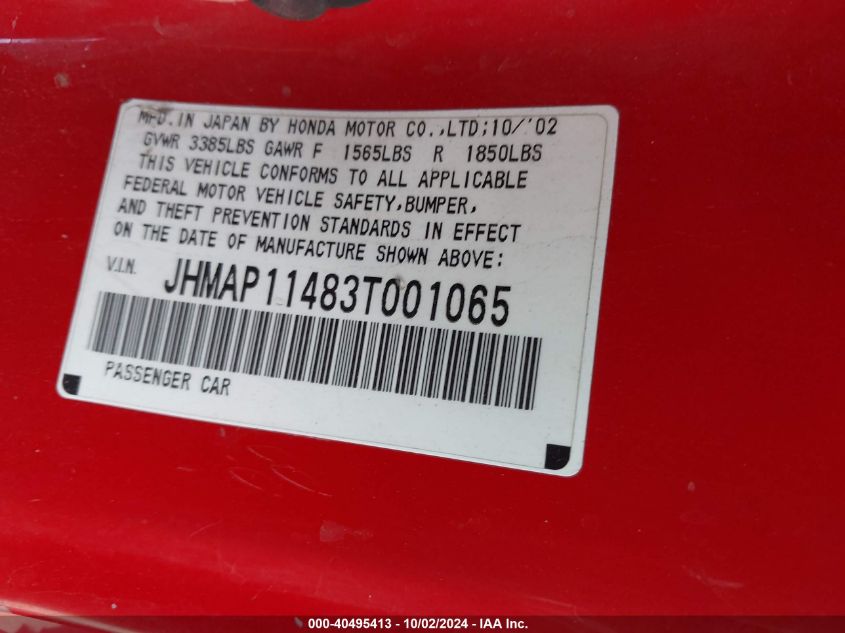 MFD. IN JAPAN BY HONDA MOTOR CO.,LTD;10/'02
GVWR 3385LBS GAWR F 1565LBS R 1850LBS
THIS VEHICLE CONFORMS TO ALL APPLICABLE
FEDERAL MOTOR VEHICLE SAFETY,BUMPER,
AND THEFT PREVENTION STANDARDS IN EFFECT
ON THE DATE OF MANUFACTURE SHOWN ABOVE:
V.I.N. JHMAP11483T001065
PASSENGER CAR
000-40495413 - 10/02/2024 - IAA Inc.